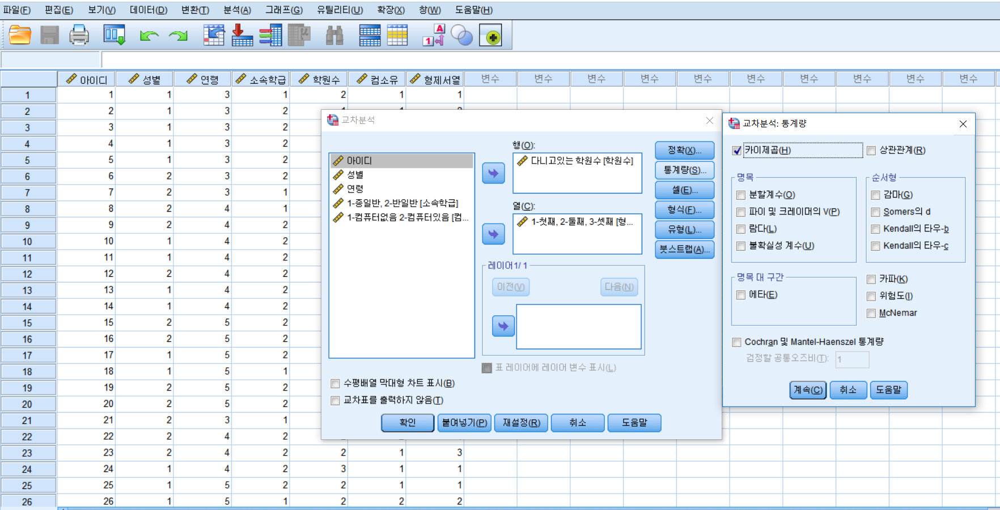 파일(F) 편집(E) 보기(V) 데이터(D) 변환(T) 분석(A) 그래프(G) 유틸리티(U) 확장(X) 창(W) 도움말(H)
아이디 성별 연령 소속학급 학원수 컴소유 형제서열 변수 변수 변수 변수 변수 변수 변수 변수 변수 변수
1 1 1 3 1 2 1 1
2 2 1 3 2
3 3 1 3 2
4 4 1 3 2
5 5 1 3 2
6 6 2 3 2
7 7 2 3 1
8 8 2 4 1
9 9 2 4 2
10 10 1 4 2
11 11 1 4 2
12 12 2 4 2
13 13 1 4 2
14 14 1 4 2
15 15 2 5 2
16 16 2 5 2
17 17 1 5 2
18 18 1 5 1
19 19 2 5 2
20 20 2 5 2
21 21 2 3 1
22 22 2 4 2
23 23 2 4 2 2 1 3
24 24 1 4 2 3 1 1
25 25 1 5 2 2 1 1
26 26 1 5 1 2 2 2
교차분석
아이디
성별
연령
1-종일반, 2-반일반 [소속학급]
1-컴퓨터없음 2-컴퓨터있음 [컴...
행(O):
다니고있는 학원수 [학원수]
열(C):
1-첫째, 2-둘째, 3-셋째 [형...
레이어1/ 1
이전(V) 다음(N)
표 레이어에 레이어 변수 표시(L)
정확(X)...
통계량(S)...
셀(E)...
형식(F)...
유형(L)...
붓스트랩(A)...
수평배열 막대형 차트 표시(B)
교차표를 출력하지 않음(T)
확인 붙여넣기(P) 재설정(R) 취소 도움말
교차분석: 통계량
카이제곱(H) 상관관계(R)
명목
분할계수(O)
파이 및 크레이머의 V(P)
람다(L)
불확실성 계수(U)
순서형
감마(G)
Somers의 d
Kendall의 타우-b
Kendall의 타우-c
명목 대 구간
에타(E)
카파(K)
위험도(I)
McNemar
Cochran 및 Mantel-Haenszel 통계량
검정할 공통오즈비(T): 1
계속(C) 취소 도움말